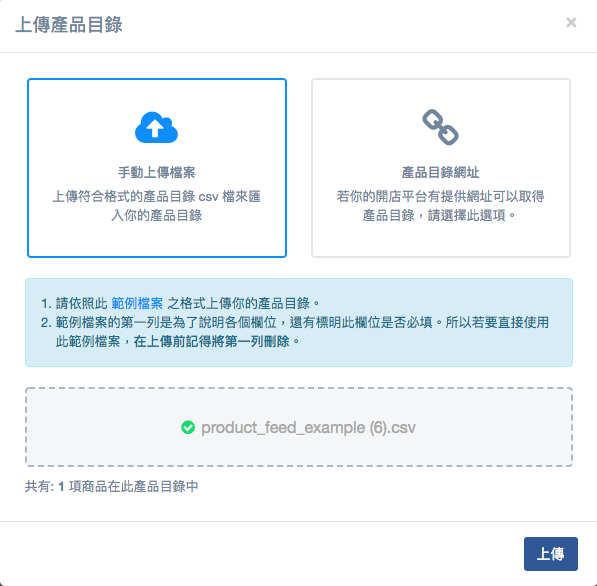 上傳產品目錄
×
手動上傳檔案
上傳符合格式的產品目錄 csv 檔來匯
入你的產品目錄
產品目錄網址
若你的開店平台有提供網址可以取得
產品目錄，請選擇此選項。
1. 請依照此 範例檔案 之格式上傳你的產品目錄。
2. 範例檔案的第一列是為了說明各個欄位，還有標明此欄位是否必填。所以若要直接使用
此範例檔案，在上傳前記得將第一列刪除。
product_feed_example (6).csv
共有: 1 項商品在此產品目錄中
上傳